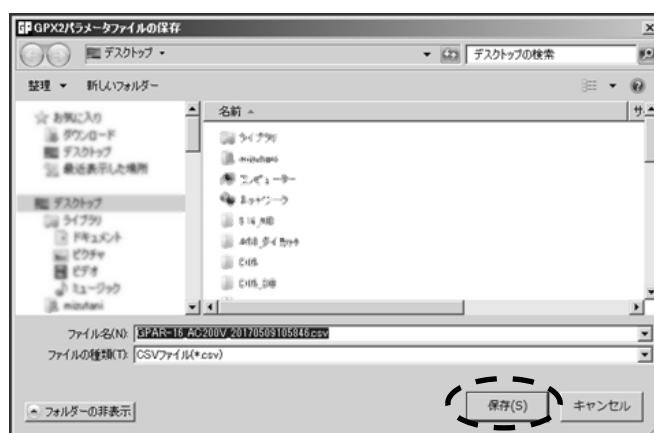 GPX2パラメータファイルの保存
デスクトップ
デスクトップの検索
整理 新しいフォルダー
お気に入り
ダウンロード
デスクトップ
最近表示した場所
デスクトップ
ライブラリ
ドキュメント
ピクチャ
ビデオ
ミュージック
mizutani
名前
サ
ライブラリ
mizutani
コンピューター
ネットワーク
ファイル名(N): GPAR-16_AC200V_20170509105846.csv
ファイルの種類(T): CSVファイル(*csv)
フォルダーの非表示
保存(S)
キャンセル